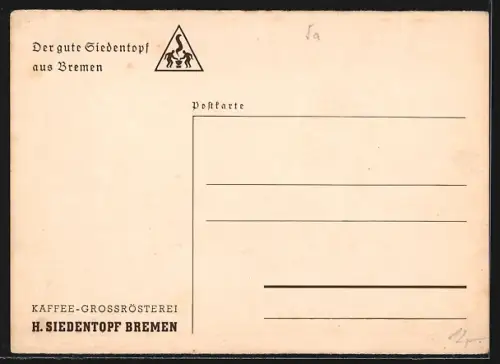 Der gute Siedentopf
aus Bremen
Postkarte
KAFFEE-GROSSRÖSTEREI
H. SIEDENTOPF BREMEN